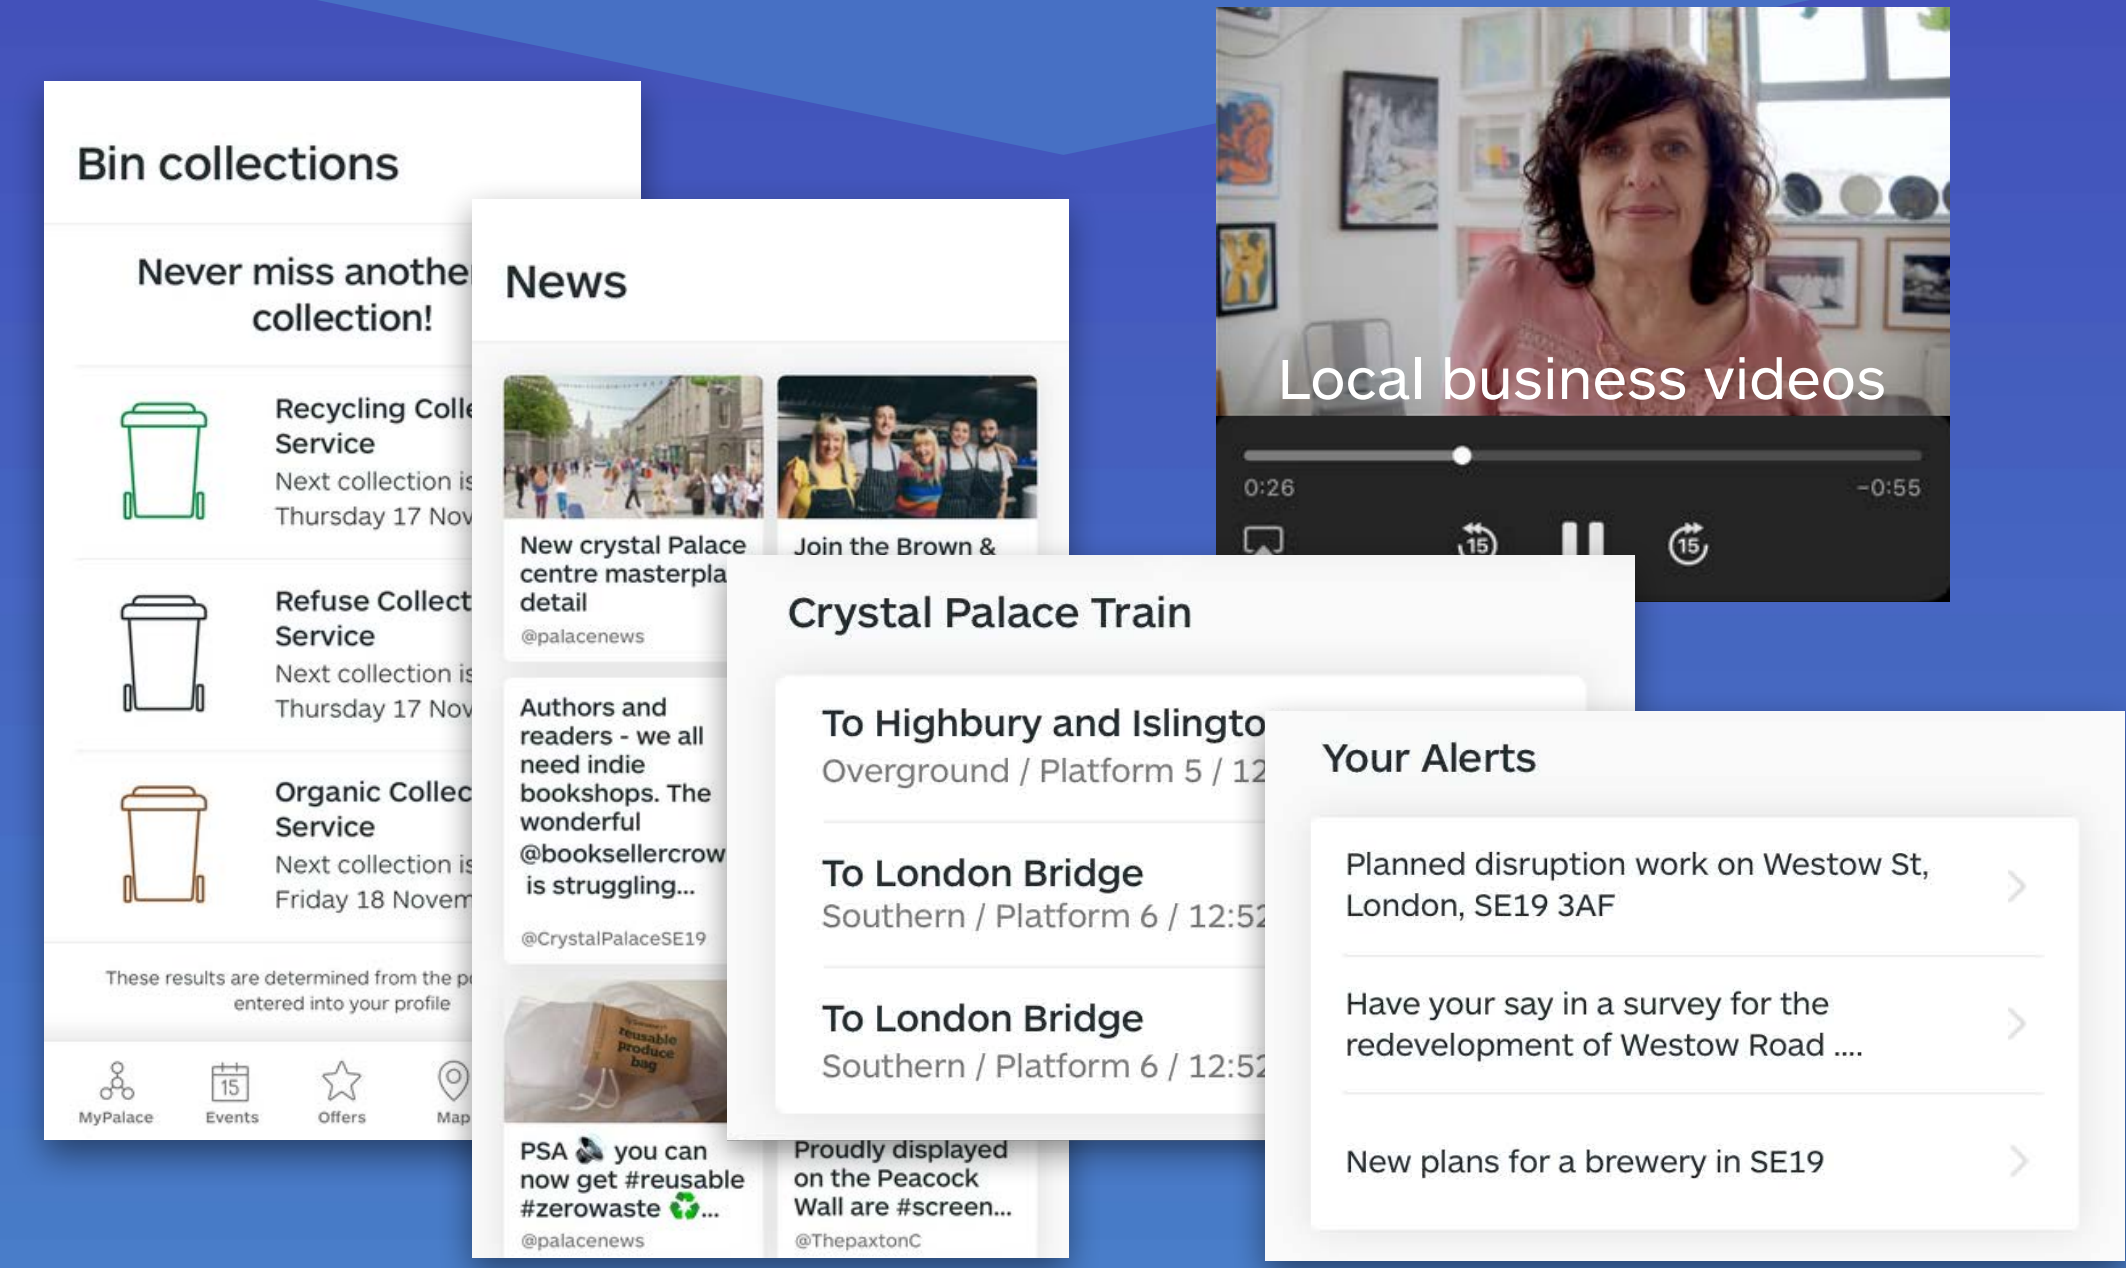 Bin collections
Never miss another
collection!
Recycling Colle
Service
Next collection is
Thursday 17 Nov
Refuse Collect
Service
Next collection is
Thursday 17 Nov
Organic Collec
Service
Next collection is
Friday 18 Novem
These results are determined from the po
entered into your profile
MyPalace
15
Events
Offers
Map
News
New crystal Palace
centre masterpla
detail
@palacenews
Join the Brown &
Authors and
readers - we all
need indie
bookshops. The
wonderful
@booksellercrow
is struggling...
@CrystalPalaceSE19
reusable
produce
bag
PSA 🔊 you can
now get #reusable
#zerowaste ♻️...
@palacenews
Proudly displayed
on the Peacock
Wall are #screen...
@ThepaxtonC
Local business videos
0:26
-0:55
15
15
Crystal Palace Train
To Highbury and Islingto
Overground / Platform 5 / 12
To London Bridge
Southern / Platform 6 / 12:52
To London Bridge
Southern / Platform 6 / 12:52
Your Alerts
Planned disruption work on Westow St,
London, SE19 3AF
Have your say in a survey for the
redevelopment of Westow Road ....
New plans for a brewery in SE19